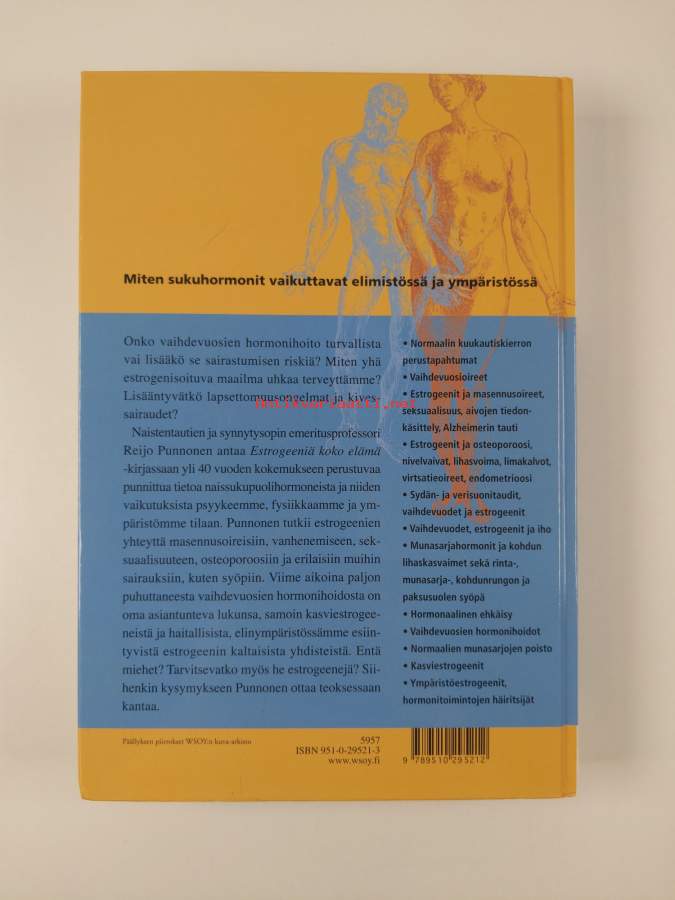 Miten sukuhormonit vaikuttavat elimistössä ja ympäristössä
Onko vaihdevuosien hormonihoito turvallista
vai lisääkö se sairastumisen riskiä? Miten yhä
estrogenisoituva maailma uhkaa terveyttämme?
Lisääntyvätkö lapsettomuusongelmat ja kives-
sairaudet?
Naistentautien ja synnytysopin emeritusprofessori
Reijo Punnonen antaa Estrogeeniä koko elämä
-kirjassaan yli 40 vuoden kokemukseen perustuvaa
punnittua tietoa naissukupuolihormoneista ja niiden
vaikutuksista psyykeemme, fysiikkaamme ja ym-
päristömme tilaan. Punnonen tutkii estrogeenien
yhteyttä masennusoireisiin, vanhenemiseen, sek-
suaalisuuteen, osteoporoosiin ja erilaisiin muihin
sairauksiin, kuten syöpiin. Viime aikoina paljon
puhuttaneesta vaihdevuosien hormonihoidosta on
oma asiantunteva lukunsa, samoin kasviestrogee-
neistä ja haitallisista, elinympäristössämme esiin-
tyvistä estrogeenin kaltaisista yhdisteistä. Entä
miehet? Tarvitsevatko myös he estrogeenejä? Sii-
henkin kysymykseen Punnonen ottaa teoksessaan
kantaa.
• Normaalin kuukautiskierron
perustapahtumat
• Vaihdevuosioireet
• Estrogeenit ja masennusoireet,
seksuaalisuus, aivojen tiedon-
käsittely, Alzheimerin tauti
• Estrogeenit ja osteoporoosi,
nivelvaivat, lihasvoima, limakalvot,
virtsatieoireet, endometrioosi
• Sydän- ja verisuonitaudit,
vaihdevuodet ja estrogeenit
• Vaihdevuodet, estrogeenit ja iho
• Munasarjahormonit ja kohdun
lihaskasvaimet sekä rinta-,
munasarja-, kohdunrungon ja
paksusuolen syöpä
• Hormonaalinen ehkäisy
• Vaihdevuosien hormonihoidot
• Normaalien munasarjojen poisto
• Kasviestrogeenit
• Ympäristöestrogeenit,
hormonitoimintojen häiritsijät
antikvariaatti.net
Päällyksen piirrokset WSOY:n kuva-arkisto
5957
ISBN 951-0-29521-3
www.wsoy.fi
9 789510 295212